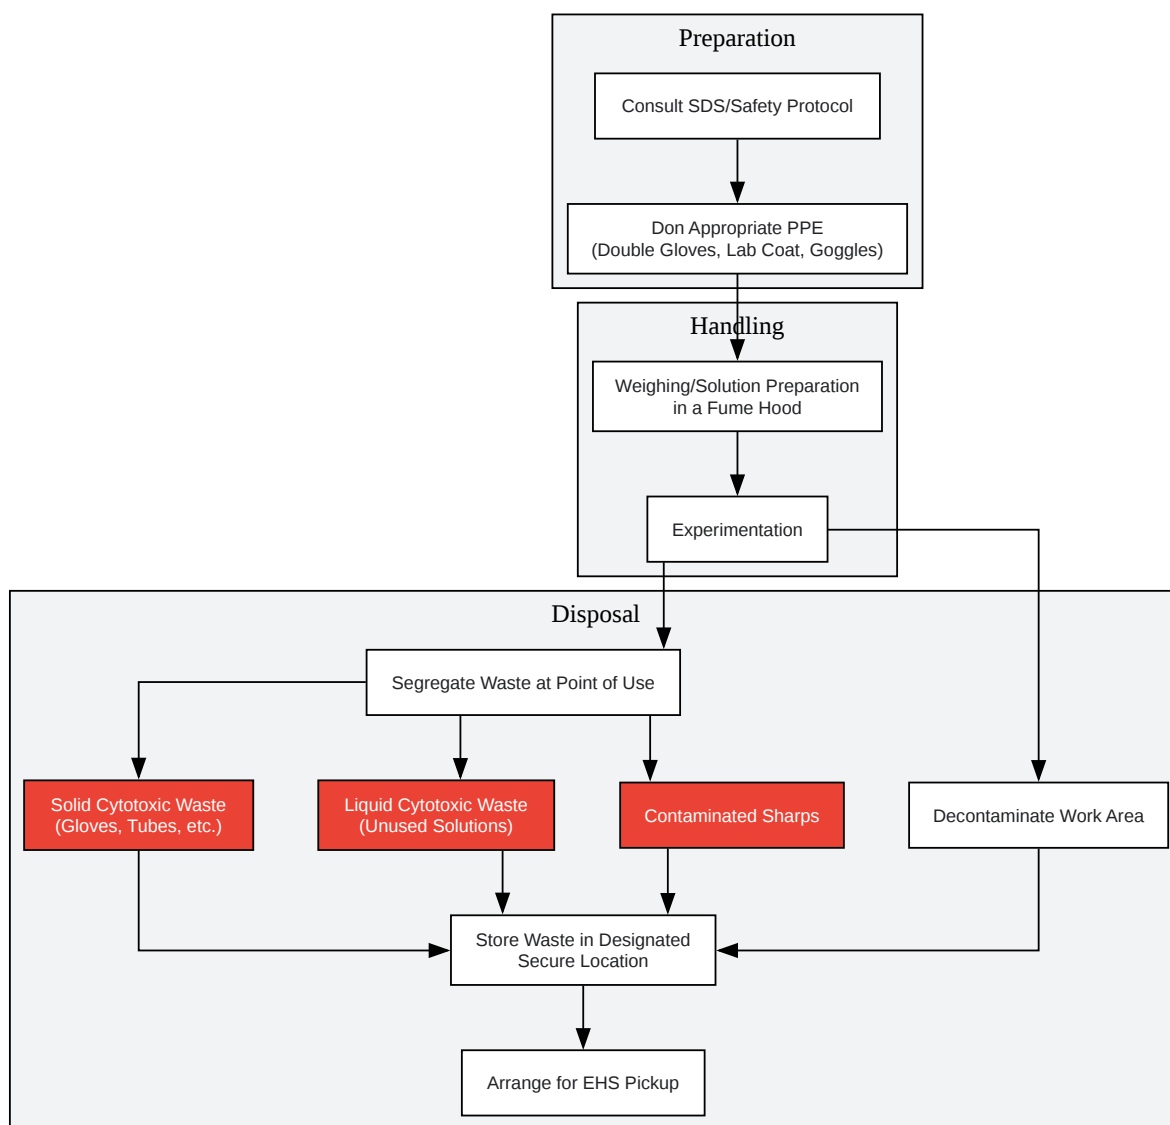 Preparation
Consult SDS/Safety Protocol
Don Appropriate PPE
(Double Gloves, Lab Coat, Goggles)
Handling
Weighing/Solution Preparation
in a Fume Hood
Experimentation
Disposal
Segregate Waste at Point of Use
Solid Cytotoxic Waste
(Gloves, Tubes, etc.)
Liquid Cytotoxic Waste
(Unused Solutions)
Contaminated Sharps
Decontaminate Work Area
Store Waste in Designated
Secure Location
Arrange for EHS Pickup